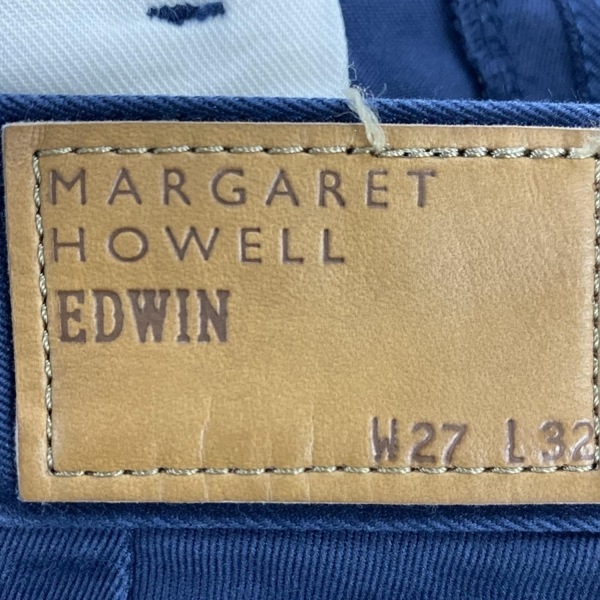 MARGARET
HOWELL
EDWIN
W27 L32